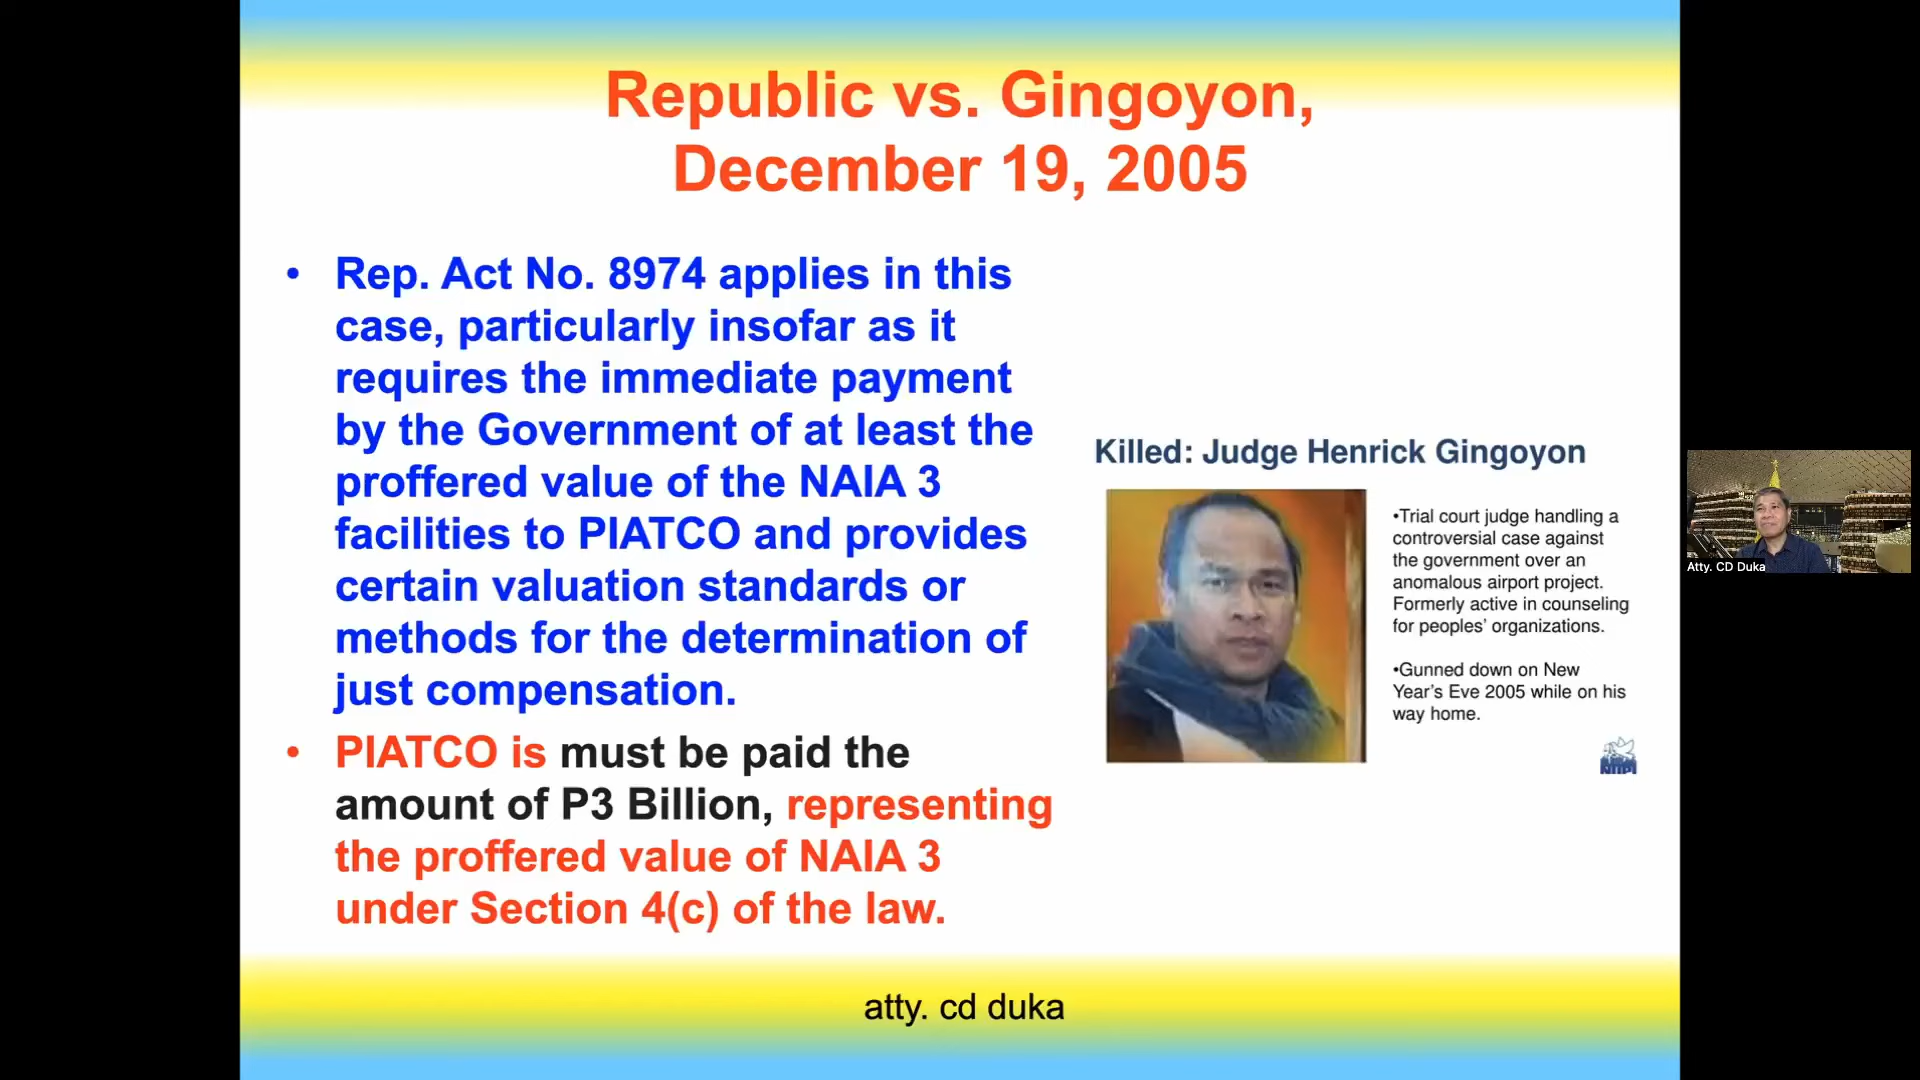 Republic vs. Gingoyon,
December 19, 2005
• Rep. Act No. 8974 applies in this
case, particularly insofar as it
requires the immediate payment
by the Government of at least the
proffered value of the NAIA 3
facilities to PIATCO and provides
certain valuation standards or
methods for the determination of
just compensation.
• PIATCO is must be paid the
amount of P3 Billion, representing
the proffered value of NAIA 3
under Section 4(c) of the law.
Killed: Judge Henrick Gingoyon
•Trial court judge handling a
controversial case against
the government over an
anomalous airport project.
Formerly active in counseling
for peoples' organizations.
•Gunned down on New
Year's Eve 2005 while on his
way home.
atty. cd duka
Atty. CD Duka